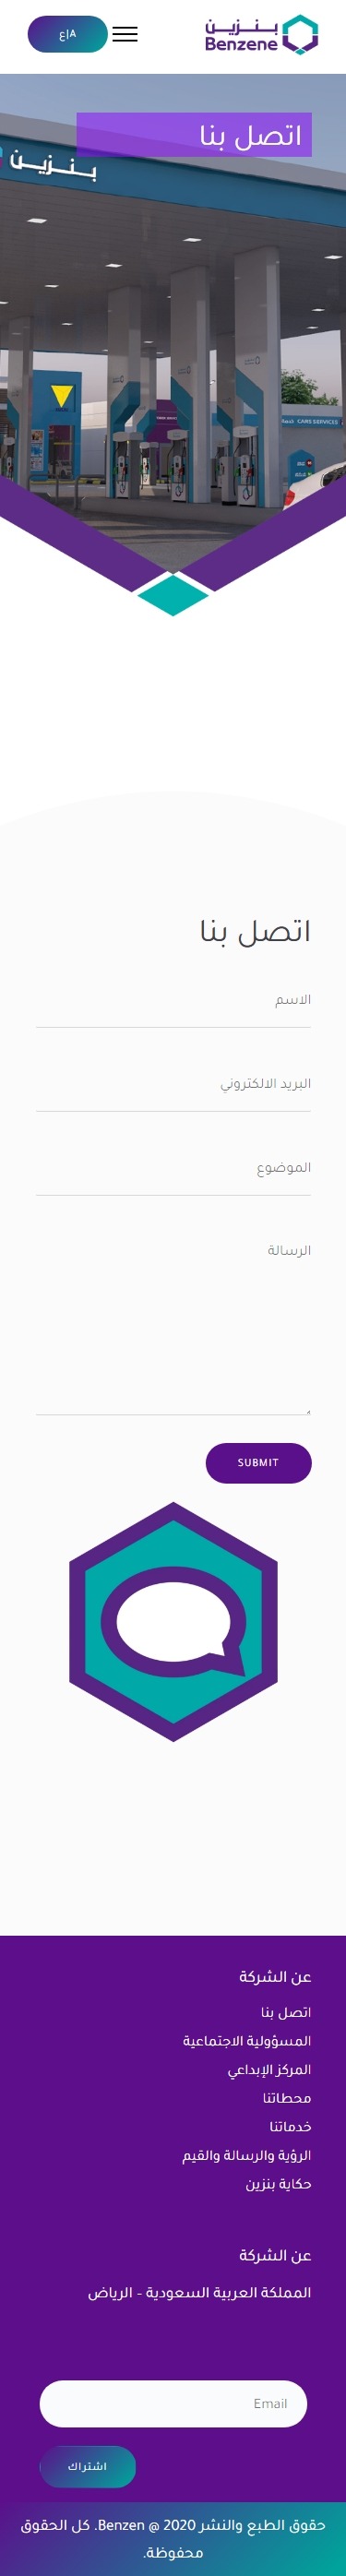 بنزين
Benzene
ع|A
اتصل بنا
بنزين
CARS SERVICES
اتصل بنا
الاسم
البريد الالكتروني
الموضوع
الرسالة
SUBMIT
عن الشركة
اتصل بنا
المسؤولية الاجتماعية
المركز الإبداعي
محطاتنا
خدماتنا
الرؤية والرسالة والقيم
حكاية بنزين
عن الشركة
المملكة العربية السعودية - الرياض
Email
اشتراك
حقوق الطبع والنشر 2020 @ Benzen. كل الحقوق
محفوظة.